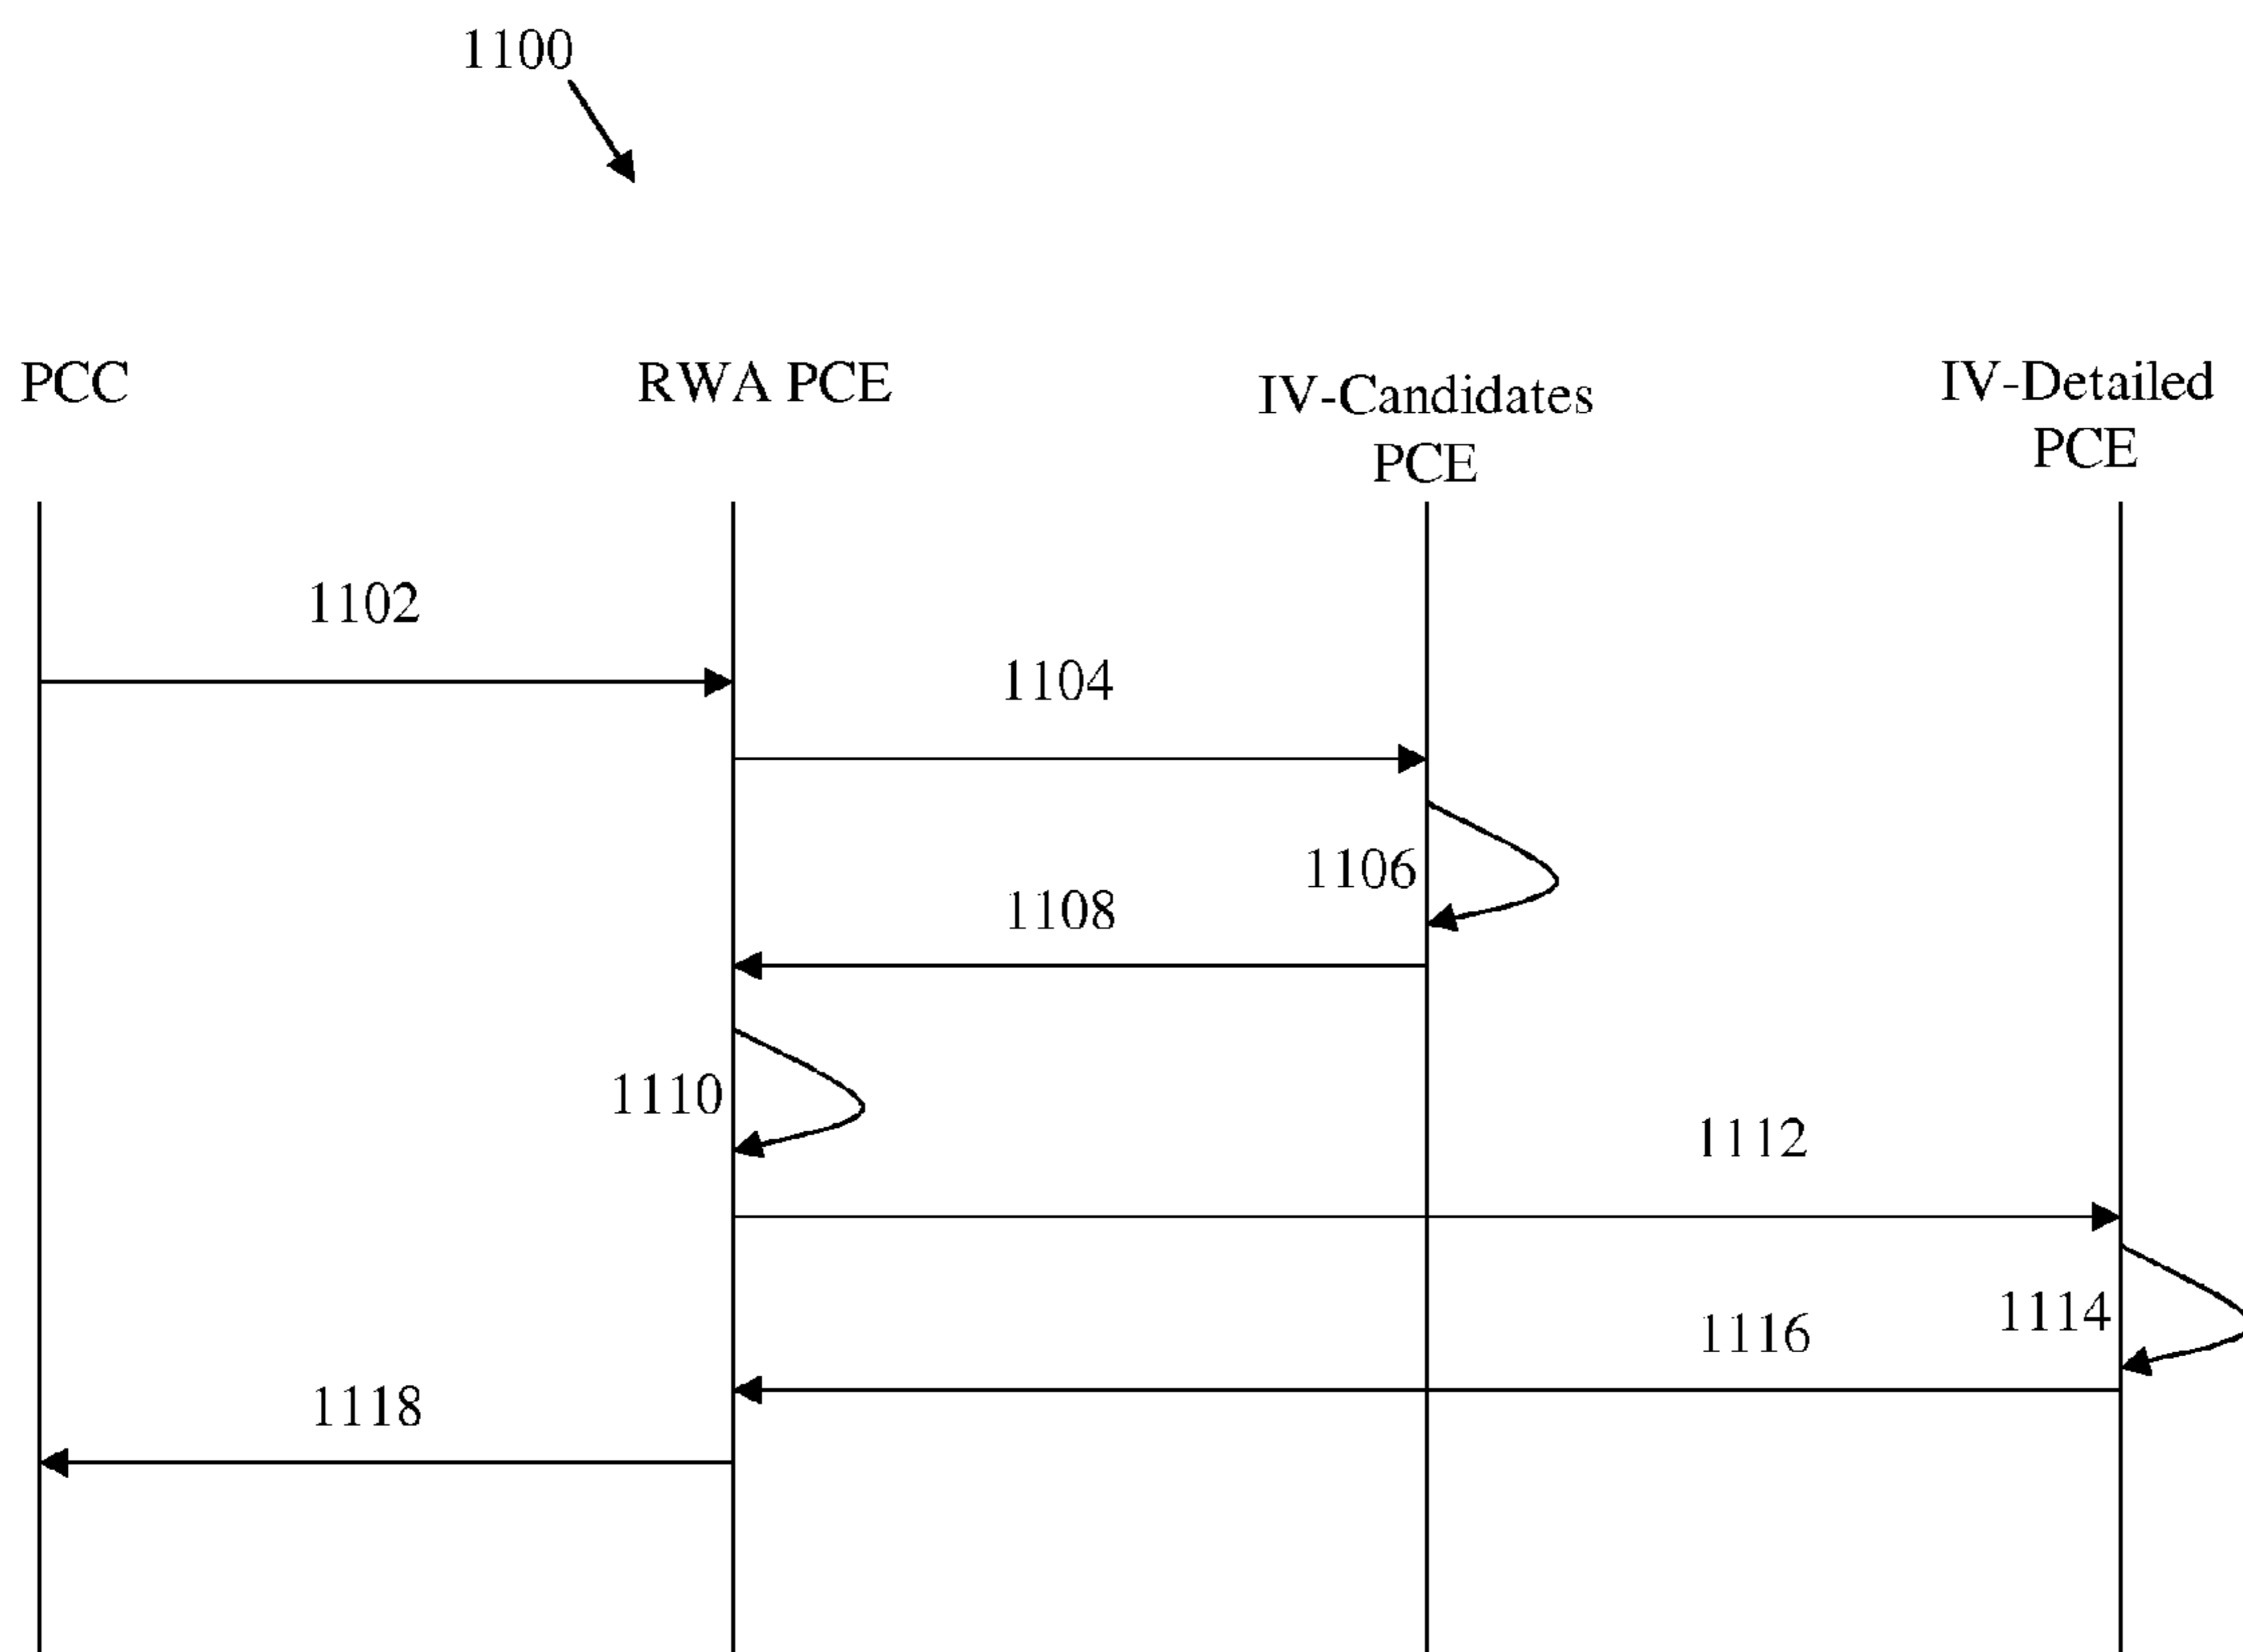 1100
PCC
RWA PCE
IV-Candidates
PCE
IV-Detailed
PCE
1102
1104
1106
1108
1110
1112
1114
1116
1118